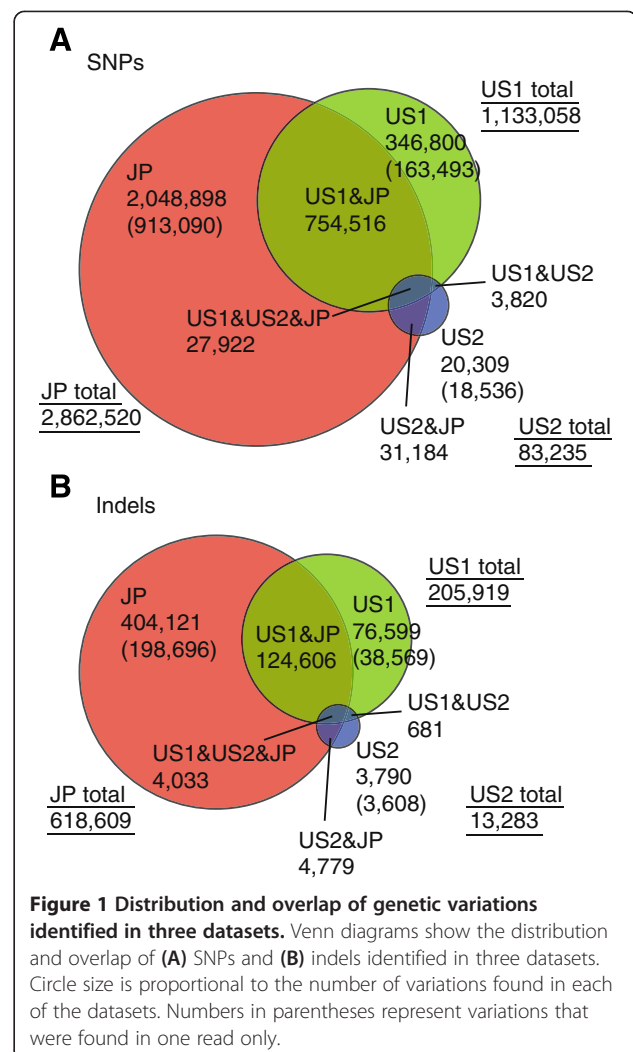 A
SNPs
US1 total
1,133,058
US1
346,800
(163,493)
JP
2,048,898
(913,090)
US1&JP
754,516
US1&US2
3,820
US1&US2&JP
27,922
US2
20,309
(18,536)
JP total
2,862,520
US2&JP
31,184
US2 total
83,235
B
Indels
US1 total
205,919
JP
404,121
(198,696)
US1
76,599
(38,569)
US1&JP
124,606
US1&US2
681
US1&US2&JP
4,033
US2
3,790
(3,608)
JP total
618,609
US2 total
13,283
US2&JP
4,779
Figure 1 Distribution and overlap of genetic variations
identified in three datasets. Venn diagrams show the distribution
and overlap of (A) SNPs and (B) indels identified in three datasets.
Circle size is proportional to the number of variations found in each
of the datasets. Numbers in parentheses represent variations that
were found in one read only.